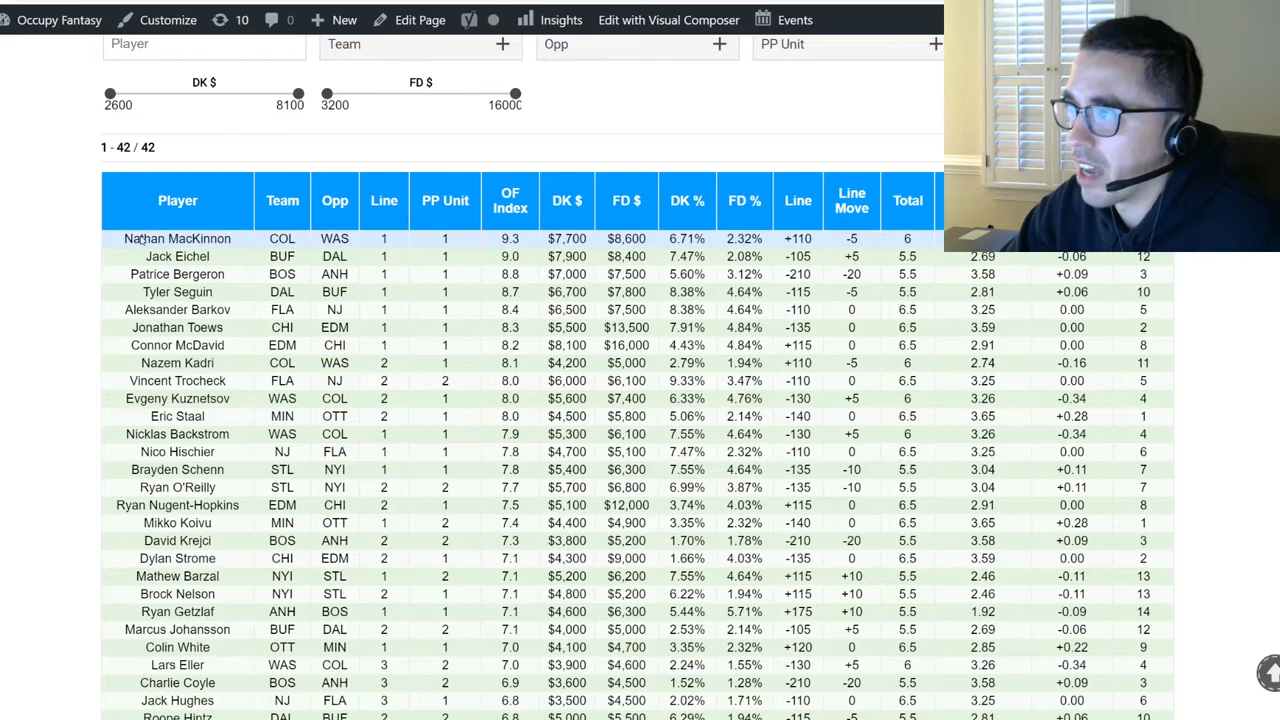 Occupy Fantasy Customize 10 0 New Edit Page Insights Edit with Visual Composer Events
Player Team + Opp + PP Unit +
DK $ FD $
2600 8100 3200 16000
1 - 42 / 42
Player Team Opp Line PP Unit OF Index DK $ FD $ DK % FD % Line Line Move Total
Nathan MacKinnon COL WAS 1 1 9.3 $7,700 $8,600 6.71% 2.32% +110 -5 6
Jack Eichel BUF DAL 1 1 9.0 $7,900 $8,400 7.47% 2.08% -105 +5 5.5 2.69 -0.06 12
Patrice Bergeron BOS ANH 1 1 8.8 $7,000 $7,500 5.60% 3.12% -210 -20 5.5 3.58 +0.09 3
Tyler Seguin DAL BUF 1 1 8.7 $6,700 $7,800 8.38% 4.64% -115 -5 5.5 2.81 +0.06 10
Aleksander Barkov FLA NJ 1 1 8.4 $6,500 $7,500 8.38% 4.64% -110 0 6.5 3.25 0.00 5
Jonathan Toews CHI EDM 1 1 8.3 $5,500 $13,500 7.91% 4.84% -135 0 6.5 3.59 0.00 2
Connor McDavid EDM CHI 1 1 8.2 $8,100 $16,000 4.43% 4.84% +115 0 6.5 2.91 0.00 8
Nazem Kadri COL WAS 2 1 8.1 $4,200 $5,000 2.79% 1.94% +110 -5 6 2.74 -0.16 11
Vincent Trocheck FLA NJ 2 2 8.0 $6,000 $6,100 9.33% 3.47% -110 0 6.5 3.25 0.00 5
Evgeny Kuznetsov WAS COL 2 1 8.0 $5,600 $7,400 6.33% 4.76% -130 +5 6 3.26 -0.34 4
Eric Staal MIN OTT 2 1 8.0 $4,500 $5,800 5.06% 2.14% -140 0 6.5 3.65 +0.28 1
Nicklas Backstrom WAS COL 1 1 7.9 $5,300 $6,100 7.55% 4.64% -130 +5 6 3.26 -0.34 4
Nico Hischier NJ FLA 1 1 7.8 $4,700 $5,100 7.47% 2.32% -110 0 6.5 3.25 0.00 6
Brayden Schenn STL NYI 1 1 7.8 $5,400 $6,300 7.55% 4.64% -135 -10 5.5 3.04 +0.11 7
Ryan O'Reilly STL NYI 2 2 7.7 $5,700 $6,800 6.99% 3.87% -135 -10 5.5 3.04 +0.11 7
Ryan Nugent-Hopkins EDM CHI 2 1 7.5 $5,100 $12,000 3.74% 4.03% +115 0 6.5 2.91 0.00 8
Mikko Koivu MIN OTT 1 2 7.4 $4,400 $4,900 3.35% 2.32% -140 0 6.5 3.65 +0.28 1
David Krejci BOS ANH 2 2 7.3 $3,800 $5,200 1.70% 1.78% -210 -20 5.5 3.58 +0.09 3
Dylan Strome CHI EDM 2 2 7.1 $4,300 $9,000 1.66% 4.03% -135 0 6.5 3.59 0.00 2
Mathew Barzal NYI STL 1 2 7.1 $5,200 $6,200 7.55% 4.64% +115 +10 5.5 2.46 -0.11 13
Brock Nelson NYI STL 2 1 7.1 $4,800 $5,200 6.22% 1.94% +115 +10 5.5 2.46 -0.11 13
Ryan Getzlaf ANH BOS 1 1 7.1 $4,600 $6,300 5.44% 5.71% +175 +10 5.5 1.92 -0.09 14
Marcus Johansson BUF DAL 2 2 7.1 $4,000 $5,000 2.53% 2.14% -105 +5 5.5 2.69 -0.06 12
Colin White OTT MIN 1 1 7.0 $4,100 $4,700 3.35% 2.32% +120 0 6.5 2.85 +0.22 9
Lars Eller WAS COL 3 2 7.0 $3,900 $4,600 2.24% 1.55% -130 +5 6 3.26 -0.34 4
Charlie Coyle BOS ANH 3 2 6.9 $3,600 $4,500 1.52% 1.28% -210 -20 5.5 3.58 +0.09 3
Jack Hughes NJ FLA 3 1 6.8 $3,500 $4,500 2.02% 1.71% -110 0 6.5 3.25 0.00 6
Roope Hintz DAL BUF 2 2 6.8 $5,000 $5,500 6.29% 1.94% -115 -5 5.5 2.81 +0.06 10